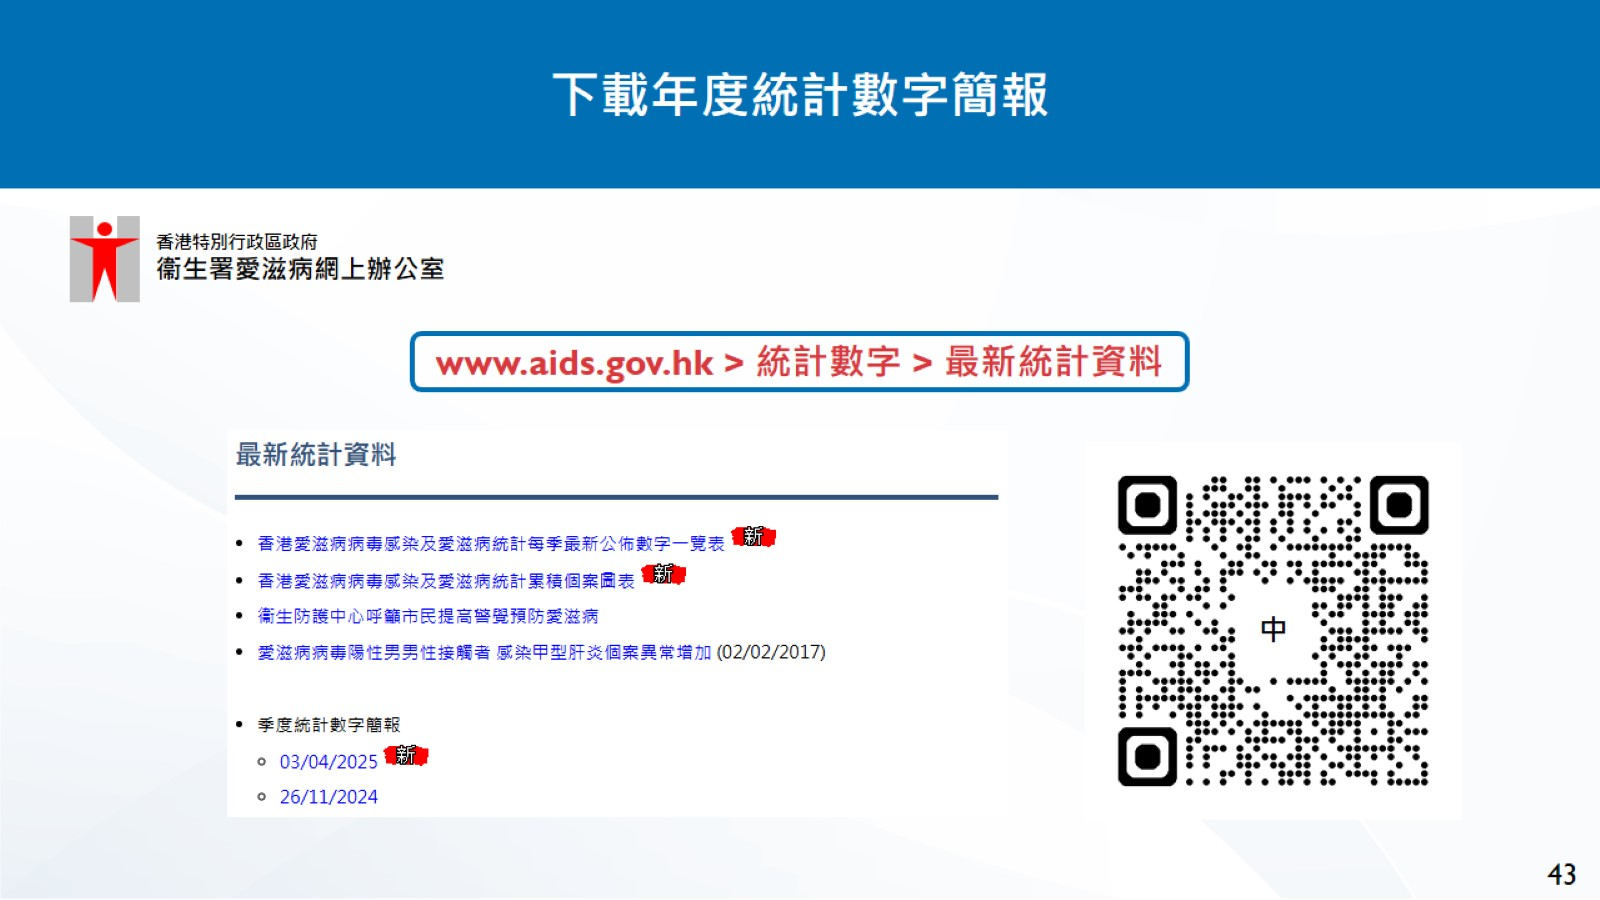 下載年度統計數字簡報
香港特別行政區政府
衞生署愛滋病網上辦公室
www.aids.gov.hk > 統計數字 > 最新統計資料
最新統計資料
• 香港愛滋病病毒感染及愛滋病統計每季最新公佈數字一覽表 新
• 香港愛滋病病毒感染及愛滋病統計累積個案圖表 新
• 衞生防護中心呼籲市民提高警覺預防愛滋病
• 愛滋病病毒陽性男男性接觸者 感染甲型肝炎個案異常增加 (02/02/2017)
• 季度統計數字簡報
03/04/2025 新
26/11/2024
中
43